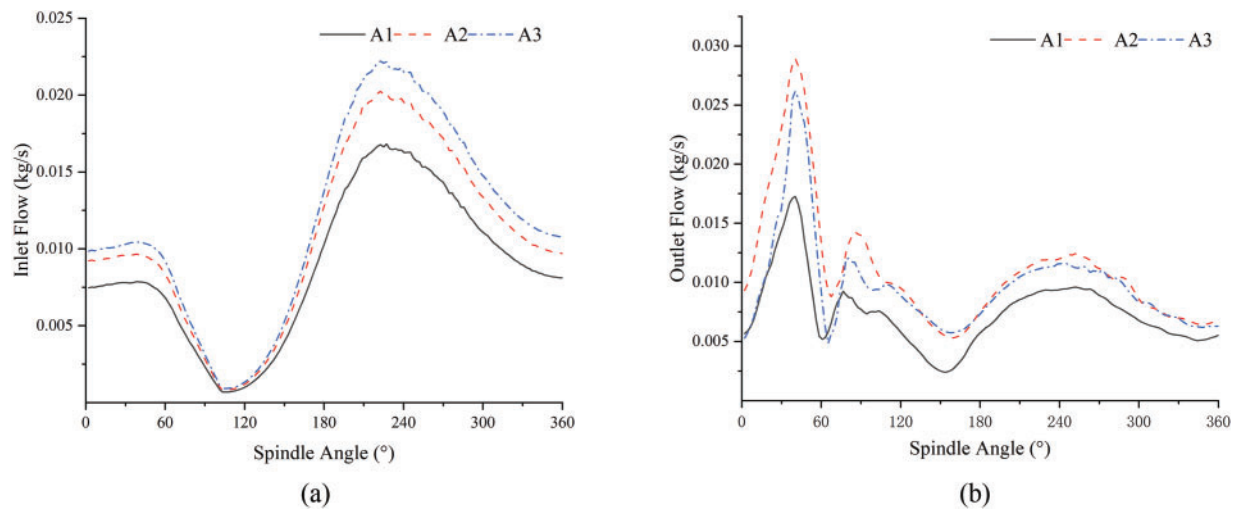 0.025
A1 A2 A3
0.020
0.015
0.010
0.005
Inlet Flow (kg/s)
0 60 120 180 240 300 360
Spindle Angle (°)
(a)
0.030
A1 A2 A3
0.025
0.020
0.015
0.010
0.005
Outlet Flow (kg/s)
0 60 120 180 240 300 360
Spindle Angle (°)
(b)